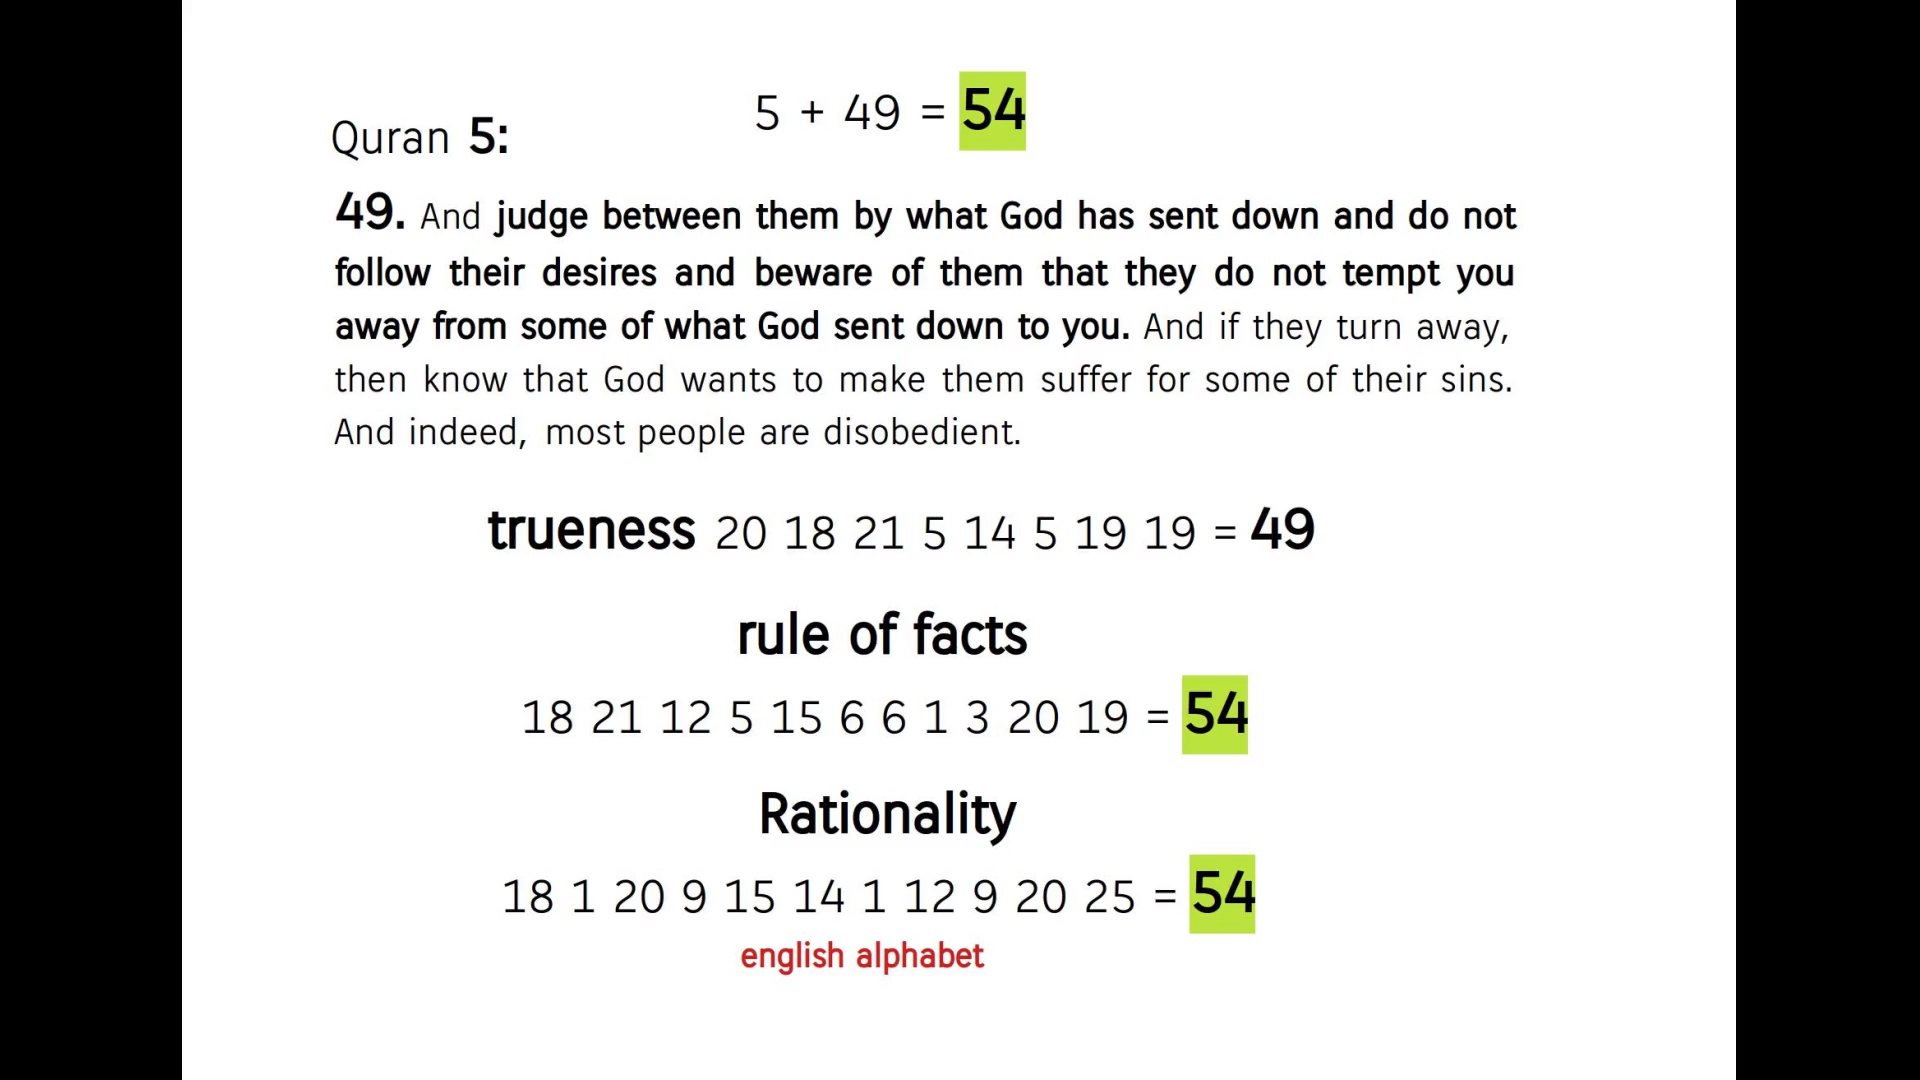 5 + 49 = 54
Quran 5:
49. And judge between them by what God has sent down and do not
follow their desires and beware of them that they do not tempt you
away from some of what God sent down to you. And if they turn away,
then know that God wants to make them suffer for some of their sins.
And indeed, most people are disobedient.
trueness 20 18 21 5 14 5 19 19 = 49
rule of facts
18 21 12 5 15 6 6 1 3 20 19 = 54
Rationality
18 1 20 9 15 14 1 12 9 20 25 = 54
english alphabet